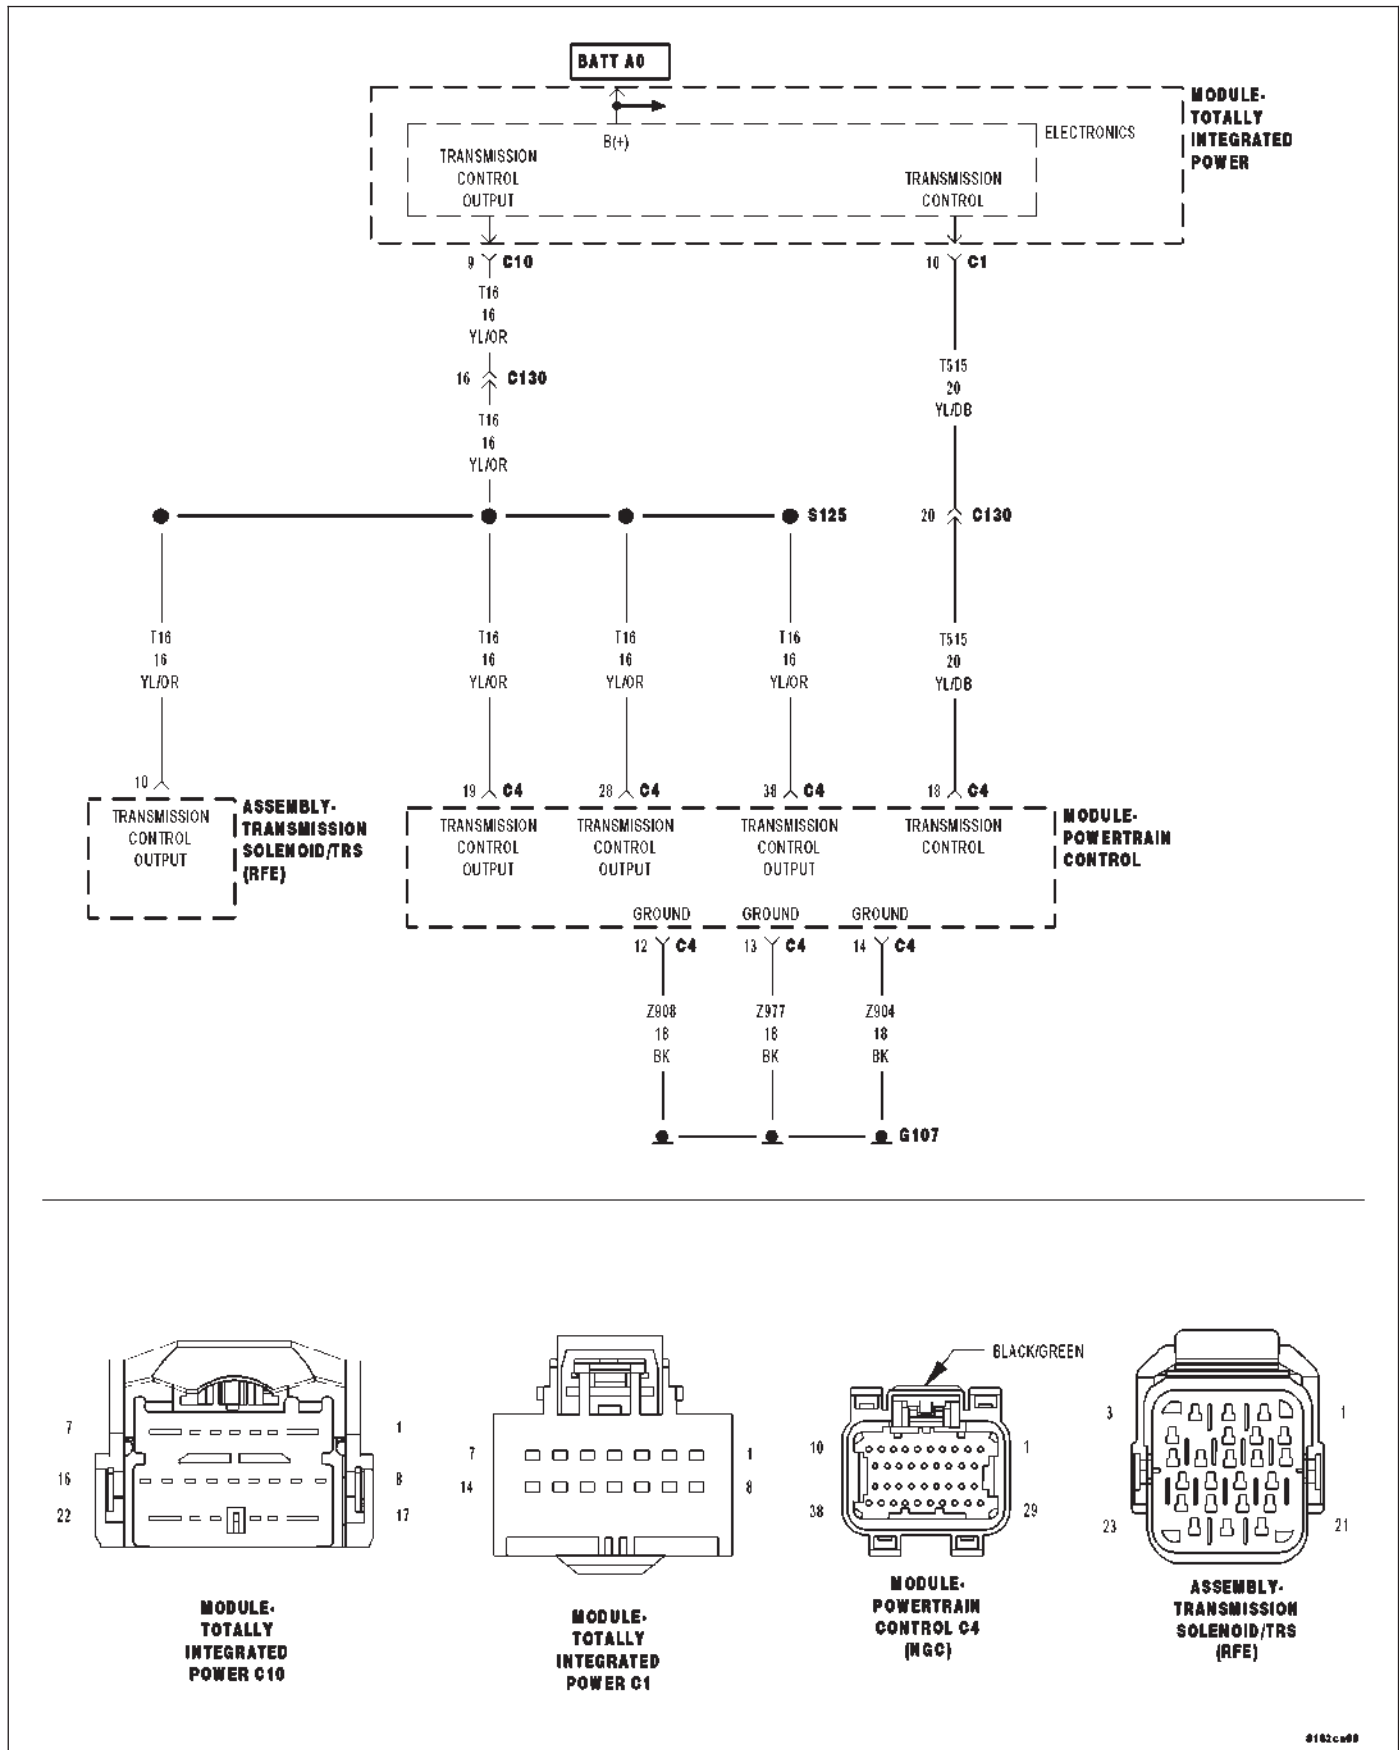 BATT A0
MODULE-
TOTALLY
INTEGRATED
POWER
ELECTRONICS
B(+)
TRANSMISSION
CONTROL
OUTPUT
TRANSMISSION
CONTROL
9 C10
10 C1
T16
16
YL/OR
16 C130
T16
16
YL/OR
T515
20
YL/DB
S125
20 C130
T16
16
YL/OR
T16
16
YL/OR
T16
16
YL/OR
T16
16
YL/OR
T515
20
YL/DB
10
19 C4
28 C4
38 C4
18 C4
TRANSMISSION
CONTROL
OUTPUT
ASSEMBLY-
TRANSMISSION
SOLENOID/TRS
(RFE)
TRANSMISSION
CONTROL
OUTPUT
TRANSMISSION
CONTROL
OUTPUT
TRANSMISSION
CONTROL
OUTPUT
TRANSMISSION
CONTROL
MODULE-
POWERTRAIN
CONTROL
GROUND
GROUND
GROUND
12 C4
13 C4
14 C4
Z908
18
BK
Z977
18
BK
Z904
18
BK
G107
BLACK/GREEN
7
1
16
8
22
17
7
1
14
8
10
1
38
29
3
1
23
21
MODULE-
TOTALLY
INTEGRATED
POWER C10
MODULE-
TOTALLY
INTEGRATED
POWER C1
MODULE-
POWERTRAIN
CONTROL C4
(NGC)
ASSEMBLY-
TRANSMISSION
SOLENOID/TRS
(RFE)